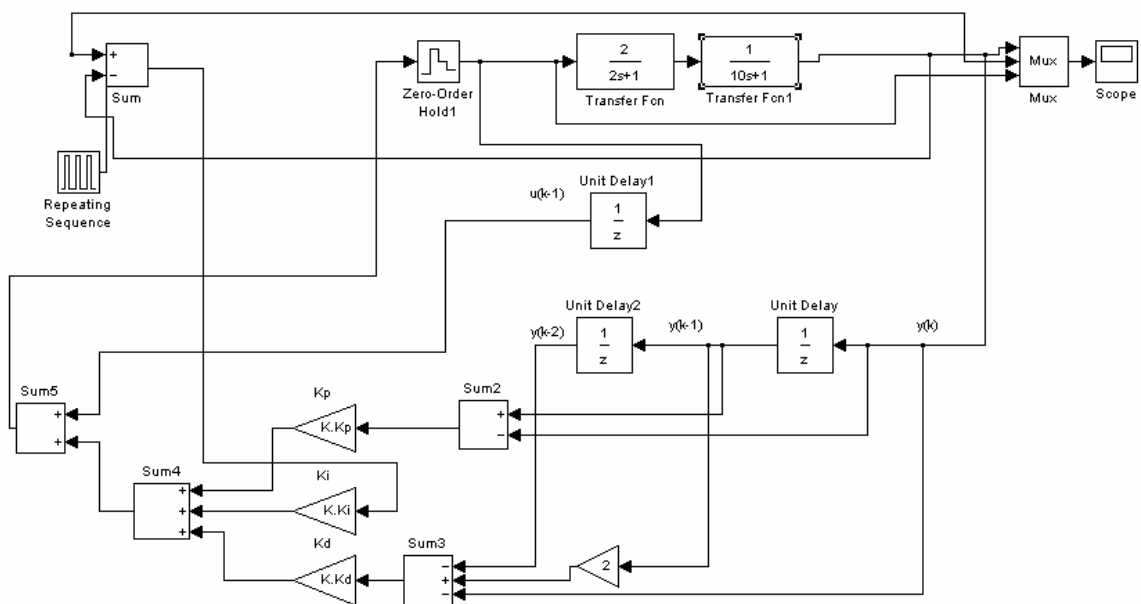 +
−
Sum
Repeating
Sequence
Zero-Order
Hold1
2
2s+1
Transfer Fcn
1
10s+1
Transfer Fcn1
Mux
Mux
Scope
Unit Delay1
u(k-1)
1
z
Unit Delay2
y(k-2)
1
z
y(k-1)
Unit Delay
1
z
y(k)
Sum5
+
+
Kp
K.Kp
Sum2
+
−
Sum4
+
+
+
Ki
K.Ki
Kd
K.Kd
Sum3
−
+
−
2